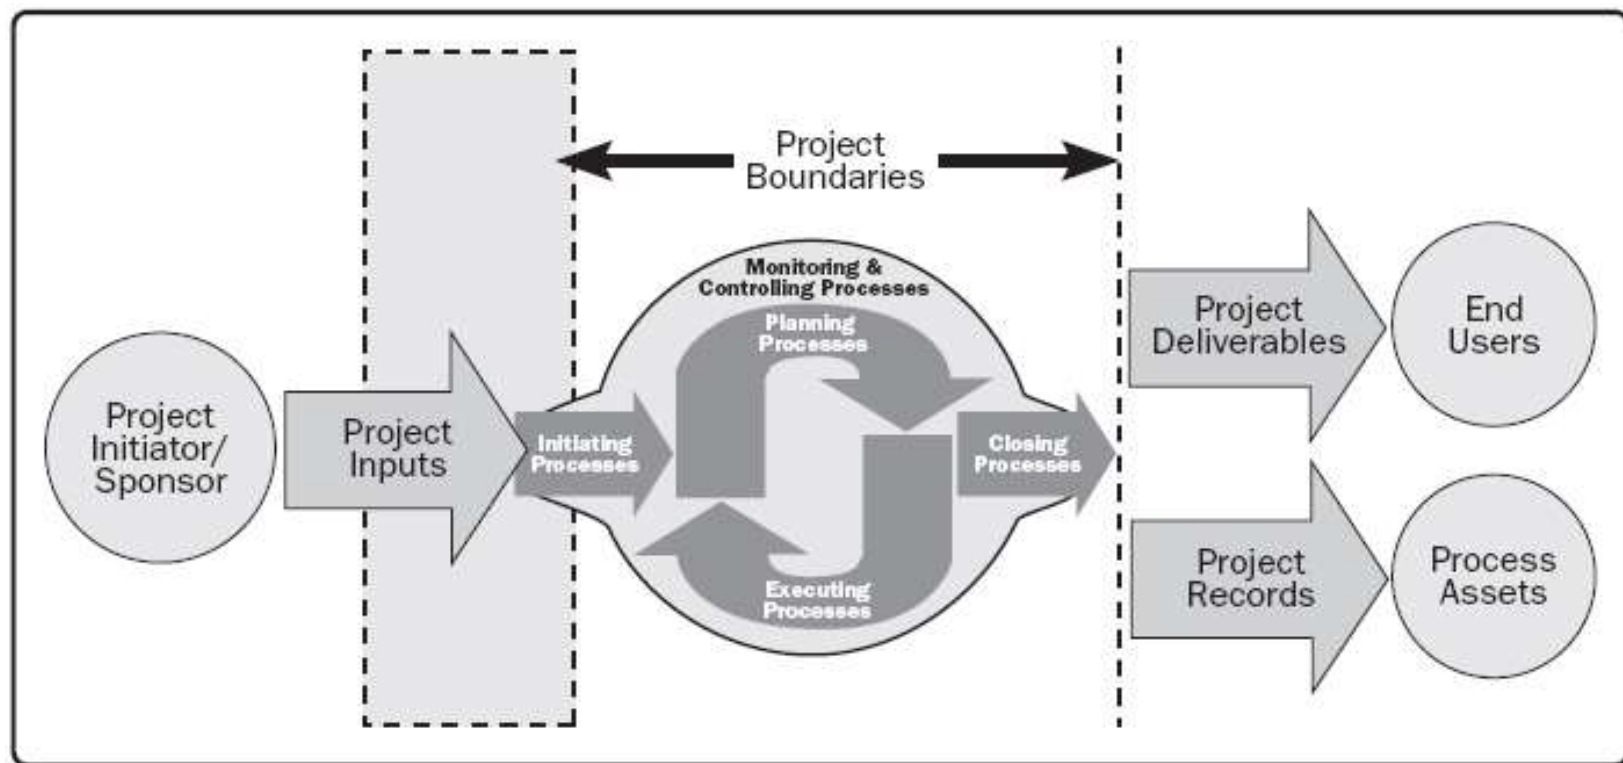 Project
Boundaries
Monitoring &
Controlling Processes
Planning
Processes
Project
Initiator/
Sponsor
Project
Inputs
Initiating
Processes
Executing
Processes
Closing
Processes
Project
Deliverables
End
Users
Project
Records
Process
Assets